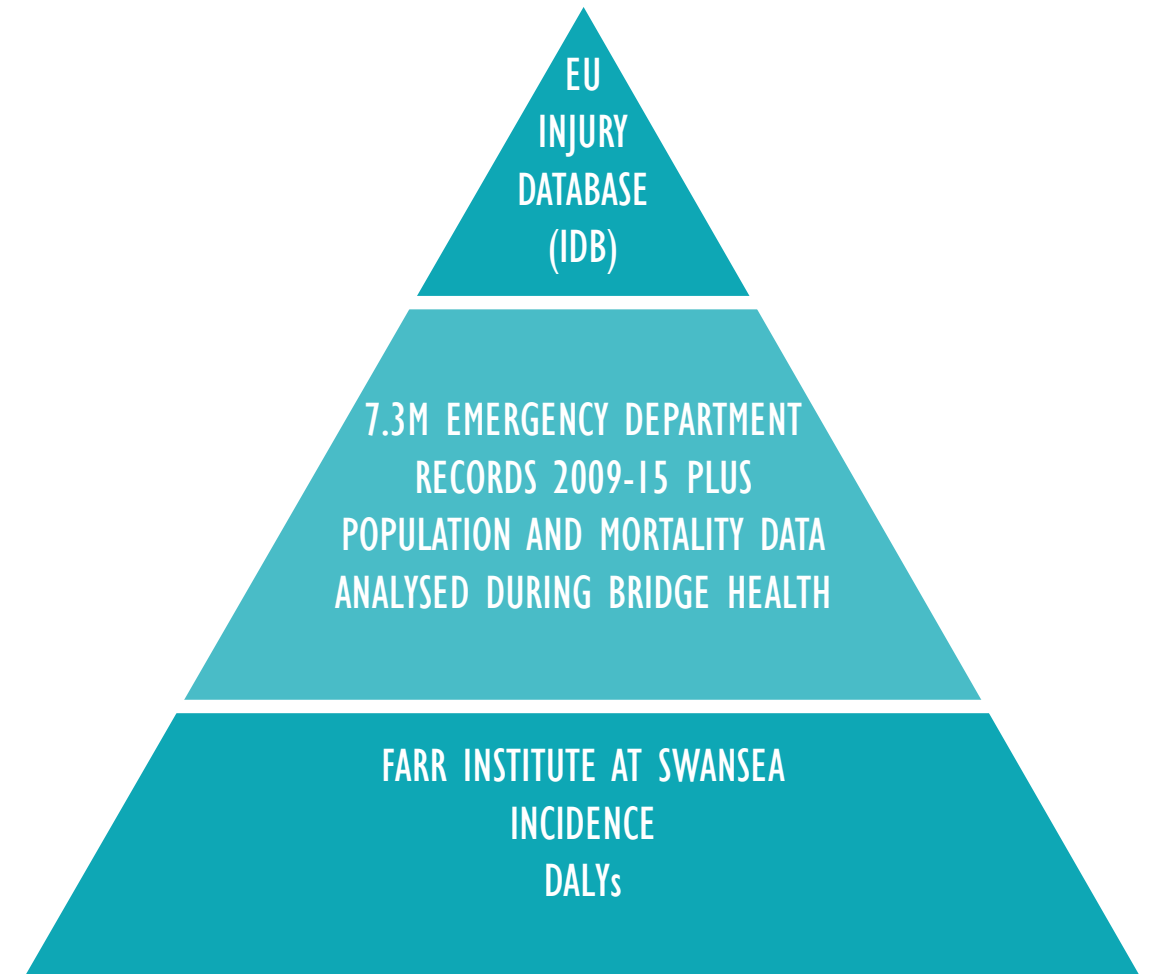 EU
INJURY
DATABASE
(IDB)
7.3M EMERGENCY DEPARTMENT
RECORDS 2009-15 PLUS
POPULATION AND MORTALITY DATA
ANALYSED DURING BRIDGE HEALTH
FARR INSTITUTE AT SWANSEA
INCIDENCE
DALYs